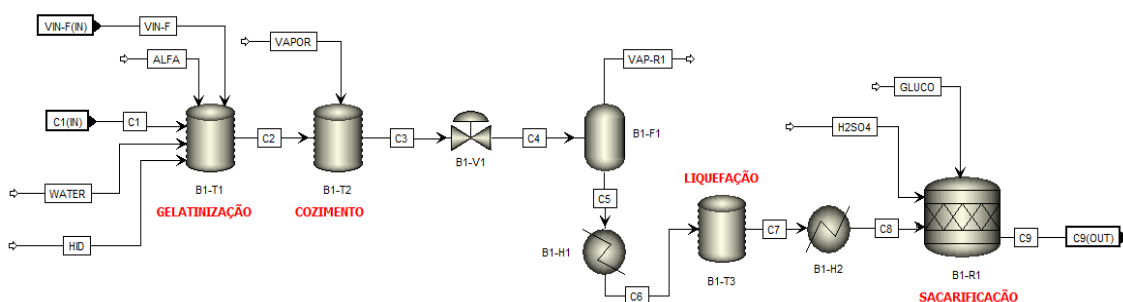 VIN-F(IN)
VIN-F
VAPOR
ALFA
VAP-R1
GLUCO
C1(IN)
C1
H2SO4
C2
C3
C4
B1-F1
B1-V1
WATER
B1-T1
B1-T2
LIQUEFAÇÃO
C5
GELATINIZAÇÃO
COZIMENTO
C7
C8
C9
C9(OUT)
HID
B1-H1
B1-T3
B1-H2
B1-R1
C6
SACARIFICAÇÃO